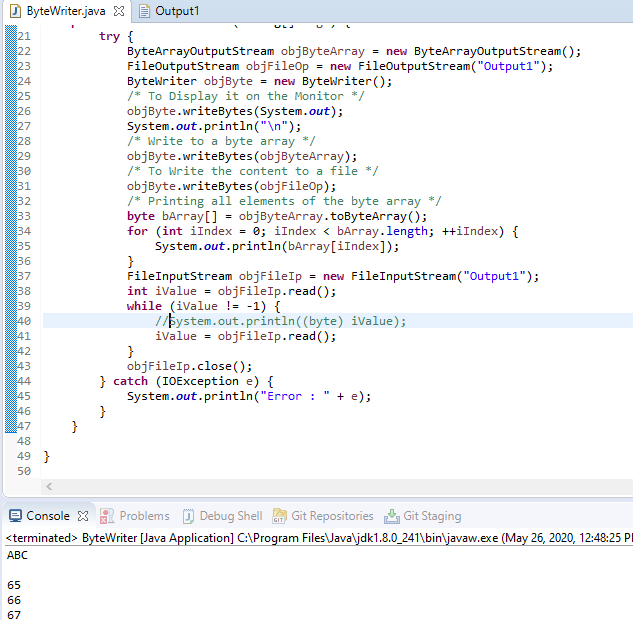 ByteWriter.java Output1
21 try {
22 ByteArrayOutputStream objByteArray = new ByteArrayOutputStream();
23 FileOutputStream objFileOp = new FileOutputStream("Output1");
24 ByteWriter objByte = new ByteWriter();
25 /* To Display it on the Monitor */
26 objByte.writeBytes(System.out);
27 System.out.println("\n");
28 /* Write to a byte array */
29 objByte.writeBytes(objByteArray);
30 /* To Write the content to a file */
31 objByte.writeBytes(objFileOp);
32 /* Printing all elements of the byte array */
33 byte bArray[] = objByteArray.toByteArray();
34 for (int iIndex = 0; iIndex < bArray.length; ++iIndex) {
35 System.out.println(bArray[iIndex]);
36 }
37 FileInputStream objFileIp = new FileInputStream("Output1");
38 int iValue = objFileIp.read();
39 while (iValue != -1) {
40 //System.out.println((byte) iValue);
41 iValue = objFileIp.read();
42 }
43 objFileIp.close();
44 } catch (IOException e) {
45 System.out.println("Error : " + e);
46 }
47 }
48
49 }
50
Console Problems Debug Shell Git Repositories Git Staging
<terminated> ByteWriter [Java Application] C:\Program Files\Java\jdk1.8.0_241\bin\javaw.exe (May 26, 2020, 12:48:25 P
ABC
65
66
67